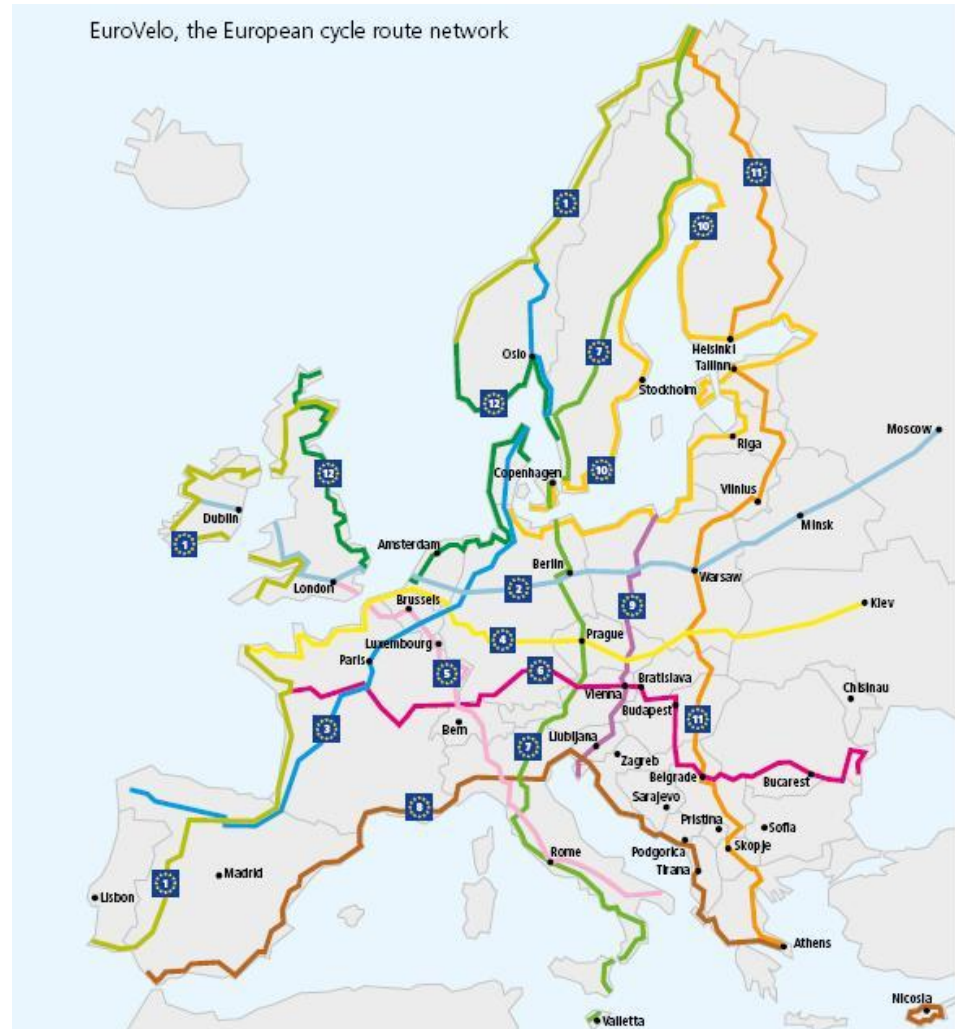 EuroVelo, the European cycle route network
1
11
10
7
Oslo
Helsinki
Tallinn
12
Stockholm
Moscow
Riga
10
12
Copenhagen
Vilnius
Dublin
Minsk
1
Amsterdam
Berlin
Warsaw
London
2
9
Kiev
Brussels
4
Prague
Luxembourg
Paris
5
6
Bratislava
Vienna
Chisinau
Budapest
3
Bern
11
7
Lubljana
Zagreb
Belgrade
Bucarest
8
Sarajevo
Pristina
Sofia
Podgorica
Skopje
Rome
Tirana
Madrid
1
Lisbon
Athens
Nicosia
Valletta